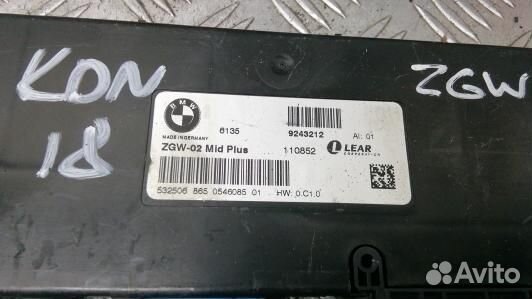 KDN
18
ZGW
BMW
MADE IN GERMANY
6135 9243212 AI: 01
ZGW-02 Mid Plus 110852 LEAR
CORPORATION
532506 865 0546085 01 HW: 0.C1.0
Avito